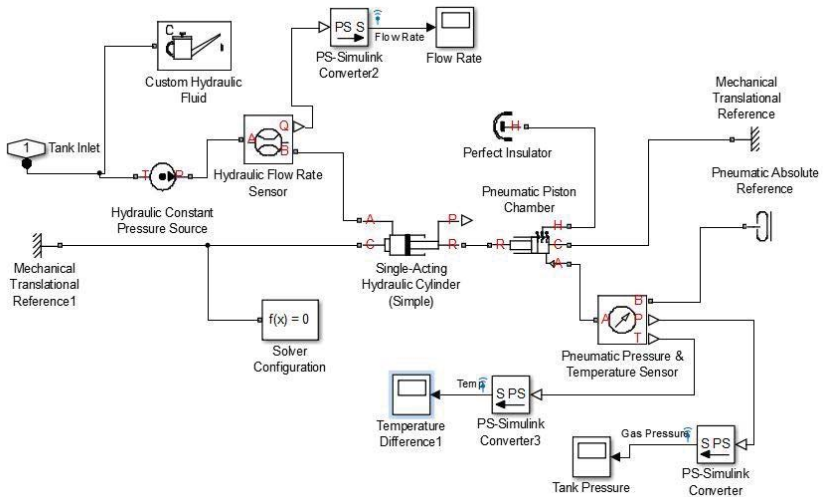 C
Custom Hydraulic
Fluid
PS S
PS-Simulink
Converter2
Flow Rate
Flow Rate
1
Tank Inlet
T
P
Hydraulic Constant
Pressure Source
A
Q
B
Hydraulic Flow Rate
Sensor
H
Perfect Insulator
Mechanical
Translational
Reference
Pneumatic Absolute
Reference
Pneumatic Piston
Chamber
H
R
C
A
A
P
C
R
Single-Acting
Hydraulic Cylinder
(Simple)
Mechanical
Translational
Reference1
f(x) = 0
Solver
Configuration
A
B
P
T
Pneumatic Pressure &
Temperature Sensor
Temp
S PS
PS-Simulink
Converter3
Temperature
Difference1
Gas Pressure
S PS
PS-Simulink
Converter
Tank Pressure